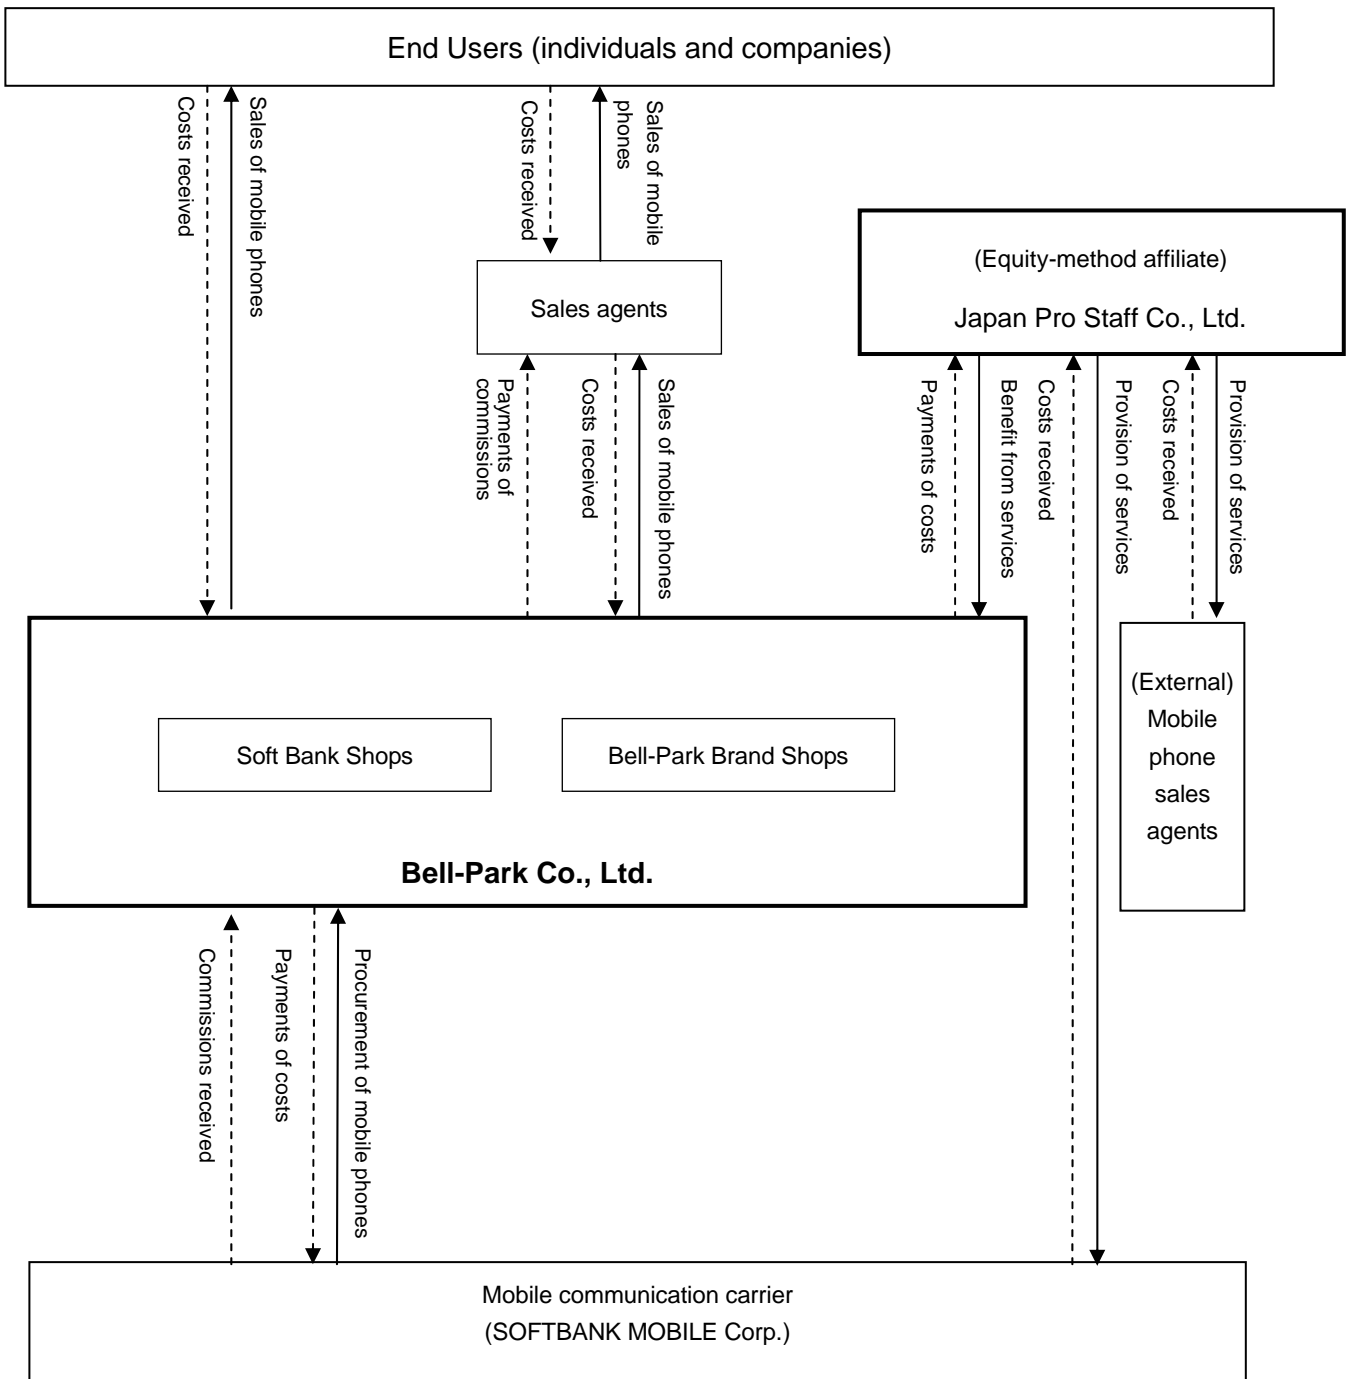 End Users (individuals and companies)
Costs received
Sales of mobile phones
Costs received
Sales of mobile
phones
(Equity-method affiliate)
Japan Pro Staff Co., Ltd.
Sales agents
Payments of
commissions
Costs received
Sales of mobile phones
Payments of costs
Benefit from services
Costs received
Provision of services
Costs received
Provision of services
(External)
Mobile
phone
sales
agents
Soft Bank Shops
Bell-Park Brand Shops
Bell-Park Co., Ltd.
Commissions received
Payments of costs
Procurement of mobile phones
Mobile communication carrier
(SOFTBANK MOBILE Corp.)